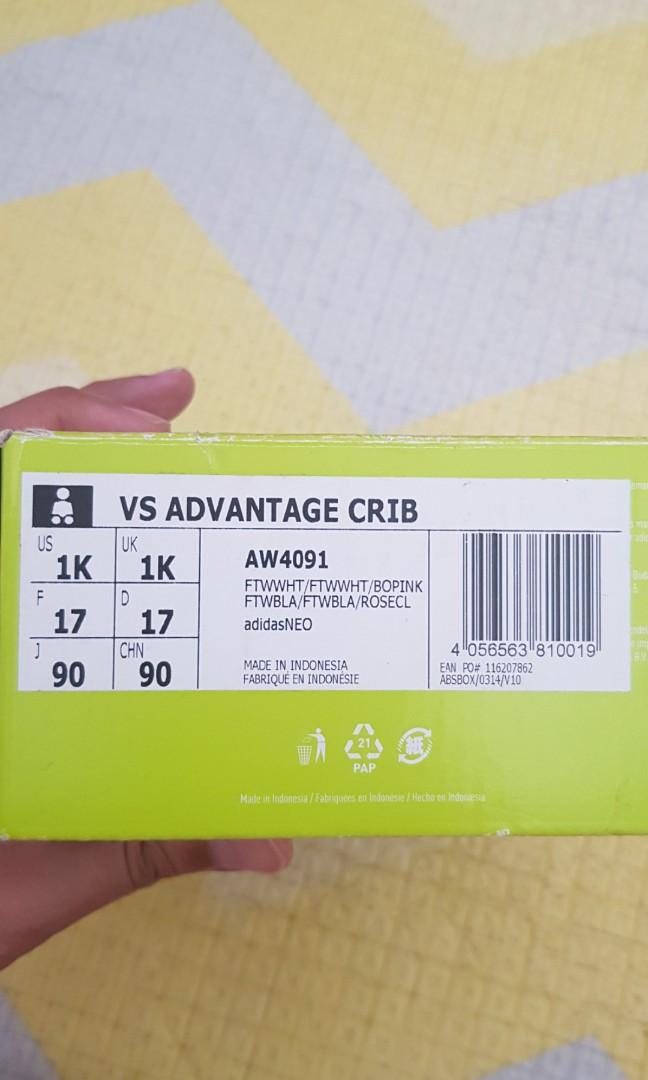 VS ADVANTAGE CRIB
US 1K UK 1K
F 17 D 17
J 90 CHN 90
AW4091
FTWWHT/FTWWHT/BOPINK
FTWBLA/FTWBLA/ROSECL
adidasNEO
MADE IN INDONESIA
FABRIQUÉ EN INDONÉSIE
4 056563 810019
EAN PO# 116207862
ABSBOX/0314/V10
21
PAP
紙
Made in Indonesia / Fabriquées en Indonésie / Hecho en Indonesia